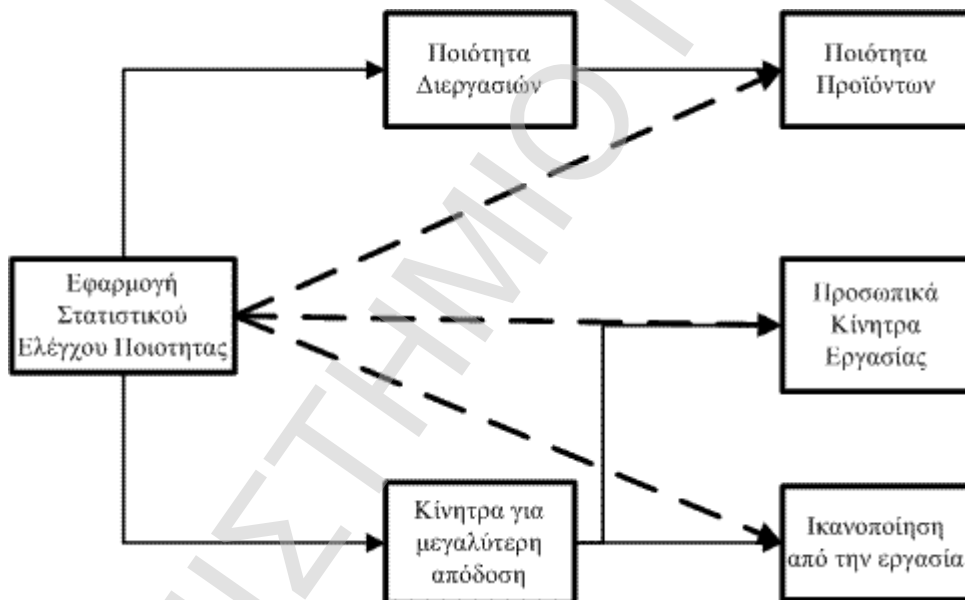 Ποιότητα
Διεργασιών
Ποιότητα
Προϊόντων
Εφαρμογή
Στατιστικού
Ελέγχου Ποιοτητας
Προσωπικά
Κίνητρα
Εργασίας
Κίνητρα για
μεγαλύτερη
απόδοση
Ικανοποίηση
από την εργασία